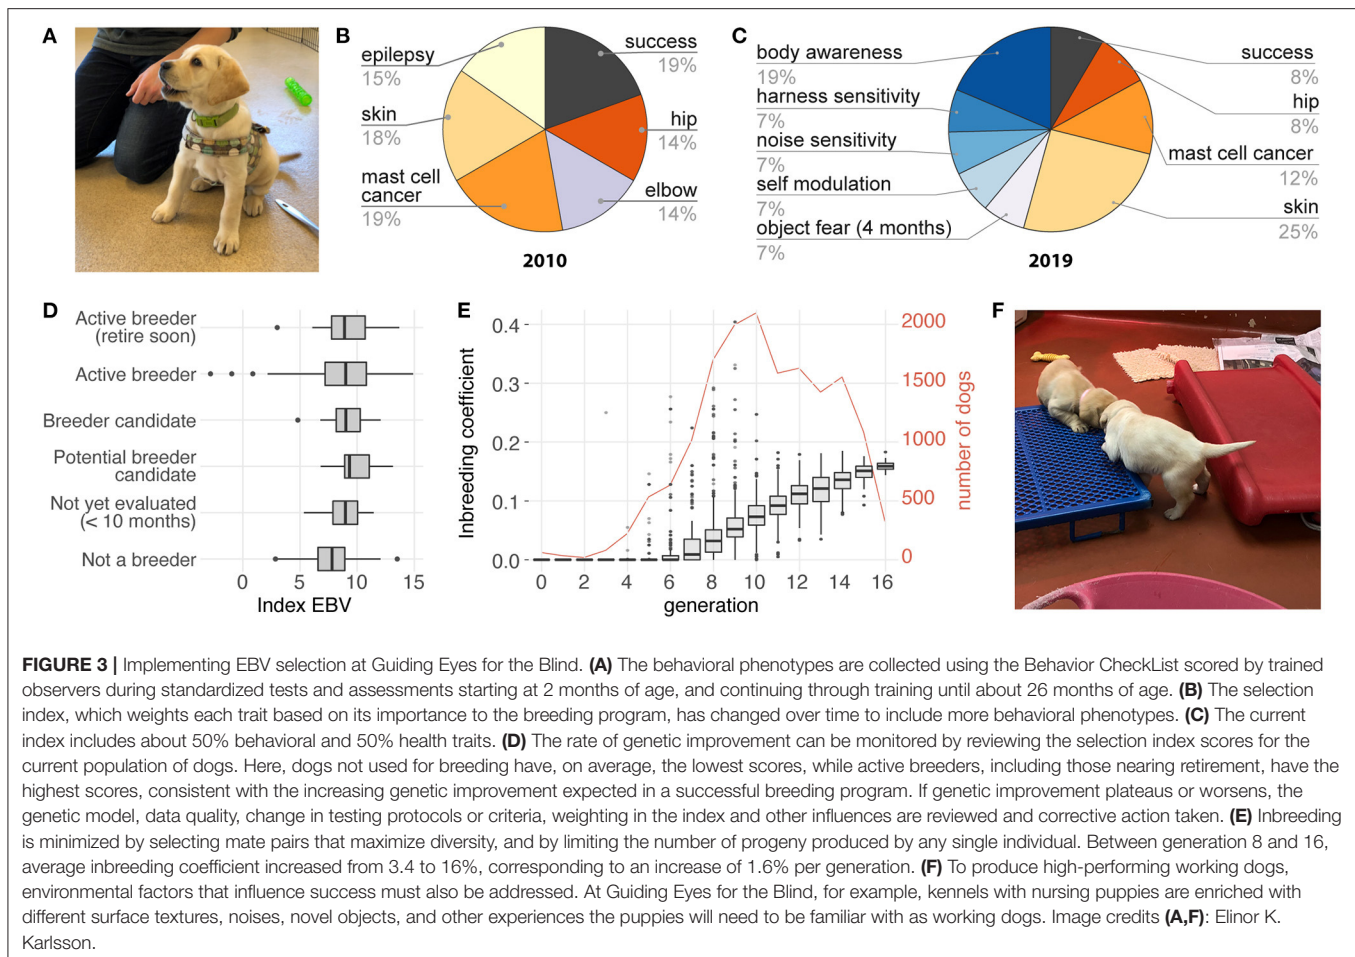 A
B
epilepsy
15%
skin
18%
mast cell
cancer
19%
success
19%
hip
14%
elbow
14%
2010
C
body awareness
19%
harness sensitivity
7%
noise sensitivity
7%
self modulation
7%
object fear (4 months)
7%
success
8%
hip
8%
mast cell cancer
12%
skin
25%
2019
D
Active breeder
(retire soon)
Active breeder
Breeder candidate
Potential breeder
candidate
Not yet evaluated
(< 10 months)
Not a breeder
0 5 10 15
Index EBV
E
Inbreeding coefficient
0.4
0.3
0.2
0.1
0.0
0 2 4 6 8 10 12 14 16
generation
2000
1500
1000
500
0
number of dogs
F
FIGURE 3 | Implementing EBV selection at Guiding Eyes for the Blind. (A) The behavioral phenotypes are collected using the Behavior CheckList scored by trained
observers during standardized tests and assessments starting at 2 months of age, and continuing through training until about 26 months of age. (B) The selection
index, which weights each trait based on its importance to the breeding program, has changed over time to include more behavioral phenotypes. (C) The current
index includes about 50% behavioral and 50% health traits. (D) The rate of genetic improvement can be monitored by reviewing the selection index scores for the
current population of dogs. Here, dogs not used for breeding have, on average, the lowest scores, while active breeders, including those nearing retirement, have the
highest scores, consistent with the increasing genetic improvement expected in a successful breeding program. If genetic improvement plateaus or worsens, the
genetic model, data quality, change in testing protocols or criteria, weighting in the index and other influences are reviewed and corrective action taken. (E) Inbreeding
is minimized by selecting mate pairs that maximize diversity, and by limiting the number of progeny produced by any single individual. Between generation 8 and 16,
average inbreeding coefficient increased from 3.4 to 16%, corresponding to an increase of 1.6% per generation. (F) To produce high-performing working dogs,
environmental factors that influence success must also be addressed. At Guiding Eyes for the Blind, for example, kennels with nursing puppies are enriched with
different surface textures, noises, novel objects, and other experiences the puppies will need to be familiar with as working dogs. Image credits (A,F): Elinor K.
Karlsson.